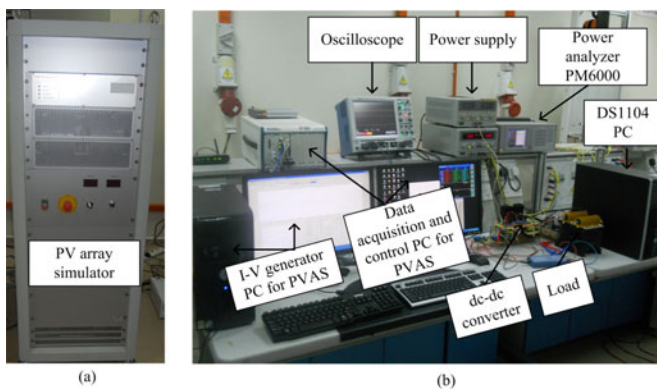 PV array
simulator
(a)
Oscilloscope
Power supply
Power
analyzer
PM6000
DS1104
PC
I-V generator
PC for PVAS
Data
acquisition and
control PC for
PVAS
dc-dc
converter
Load
(b)